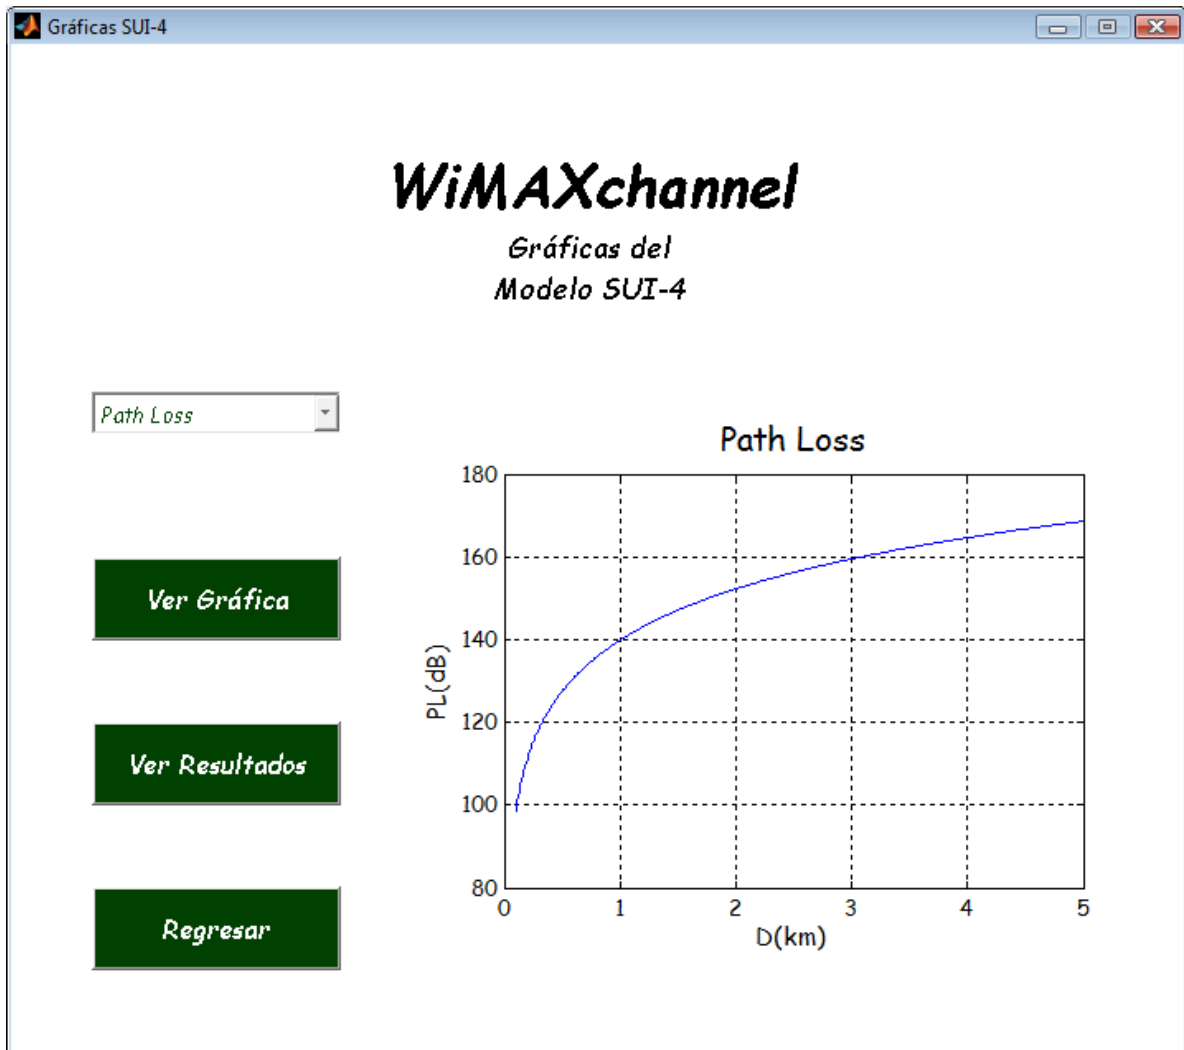 Gráficas SUI-4
WiMAXchannel
Gráficas del
Modelo SUI-4
Path Loss
Ver Gráfica
Ver Resultados
Regresar
Path Loss
PL(dB)
180
160
140
120
100
80
0 1 2 3 4 5
D(km)